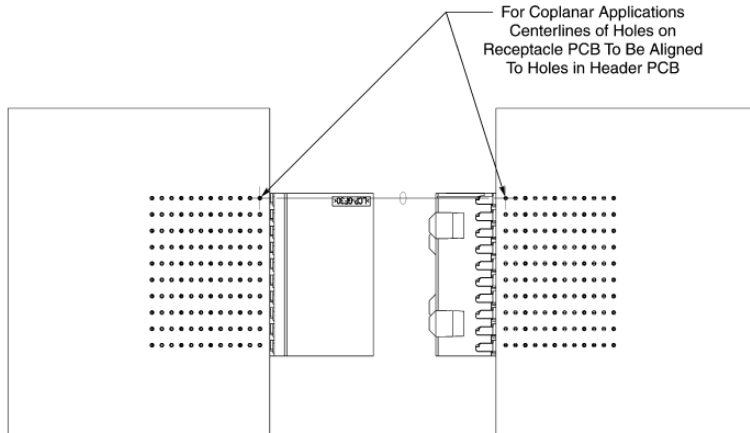 For Coplanar Applications
Centerlines of Holes on
Receptacle PCB To Be Aligned
To Holes in Header PCB